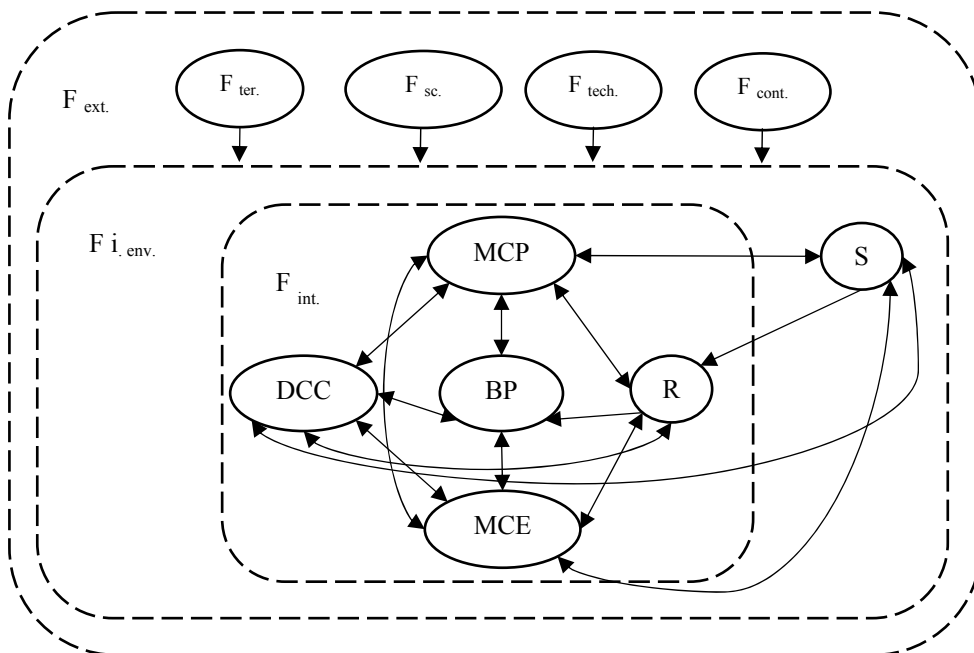 F ter.
F sc.
F tech.
F cont.
F ext.
F i. env.
MCP
S
F int.
DCC
BP
R
MCE